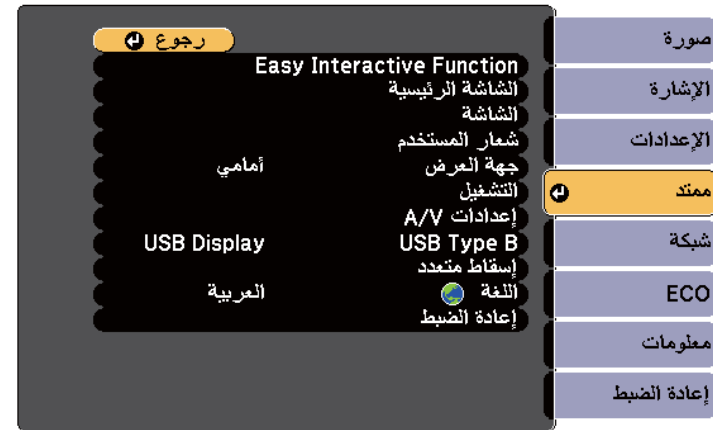 صورة
الإشارة
الإعدادات
ممتد
شبكة
ECO
معلومات
إعادة الضبط
رجوع
Easy Interactive Function
الشاشة الرئيسية
الشاشة
شعار المستخدم
جهة العرض أمامي
التشغيل
إعدادات A/V
USB Type B USB Display
إسقاط متعدد
اللغة العربية
إعادة الضبط